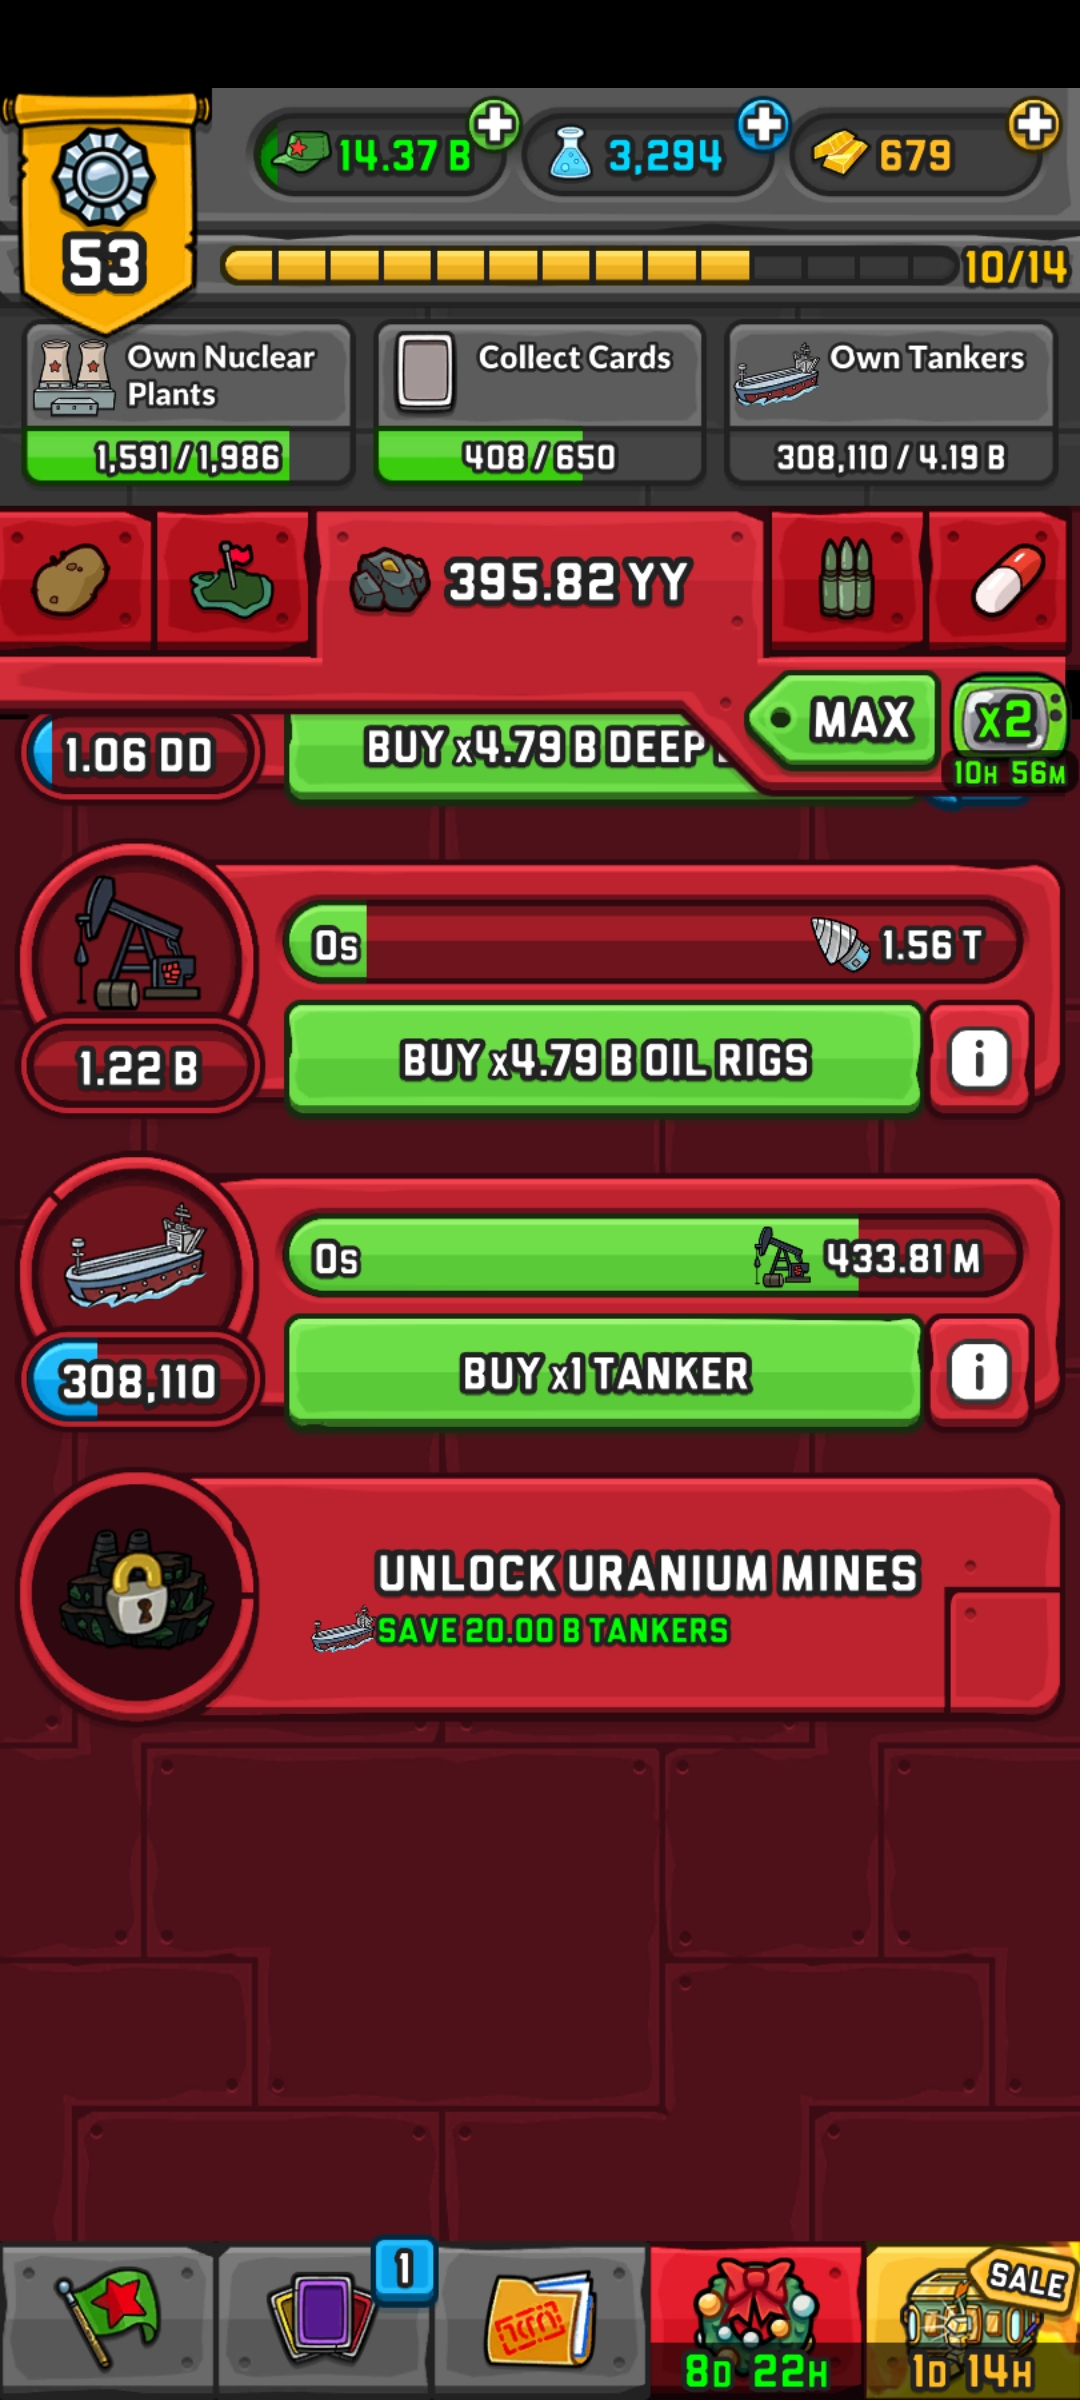 14.37 B
3,294
679
53
10/14
Own Nuclear
Plants
1,591/1,986
Collect Cards
408/650
Own Tankers
308,110/4.19 B
395.82 YY
MAX
x2
10H 56M
1.06 DD
BUY x4.79 B DEEP
0s
1.56 T
1.22 B
BUY x4.79 B OIL RIGS
i
0s
433.81 M
308,110
BUY x1 TANKER
i
UNLOCK URANIUM MINES
SAVE 20.00 B TANKERS
1
SALE
8D 22H
1D 14H